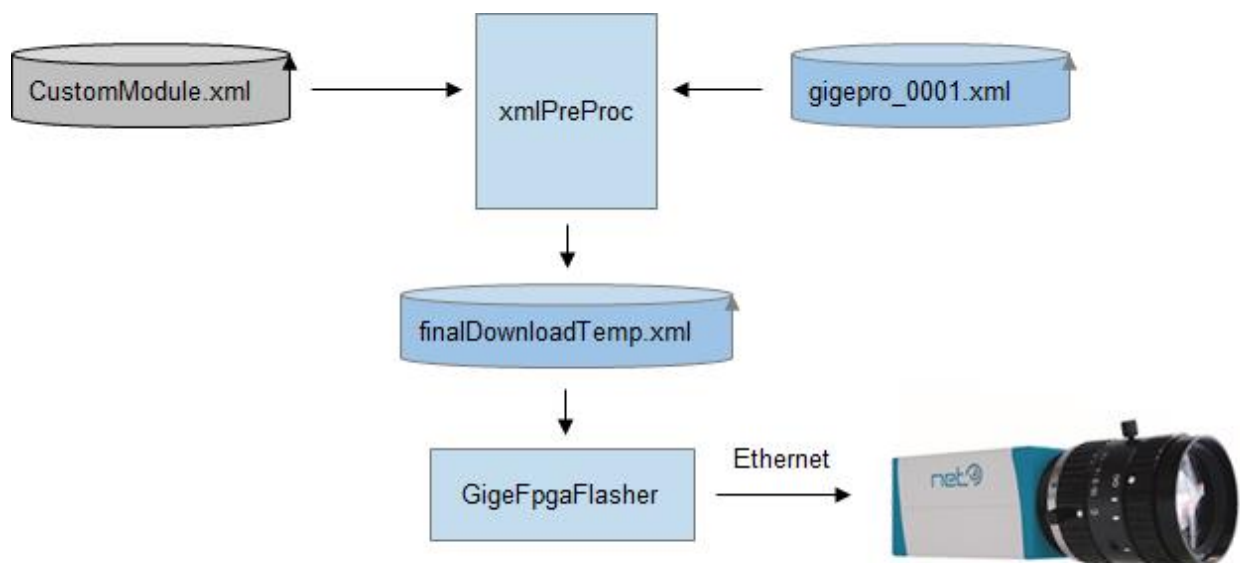 CustomModule.xml
xmlPreProc
gigepro_0001.xml
finalDownloadTemp.xml
GigeFpgaFlasher
Ethernet
net